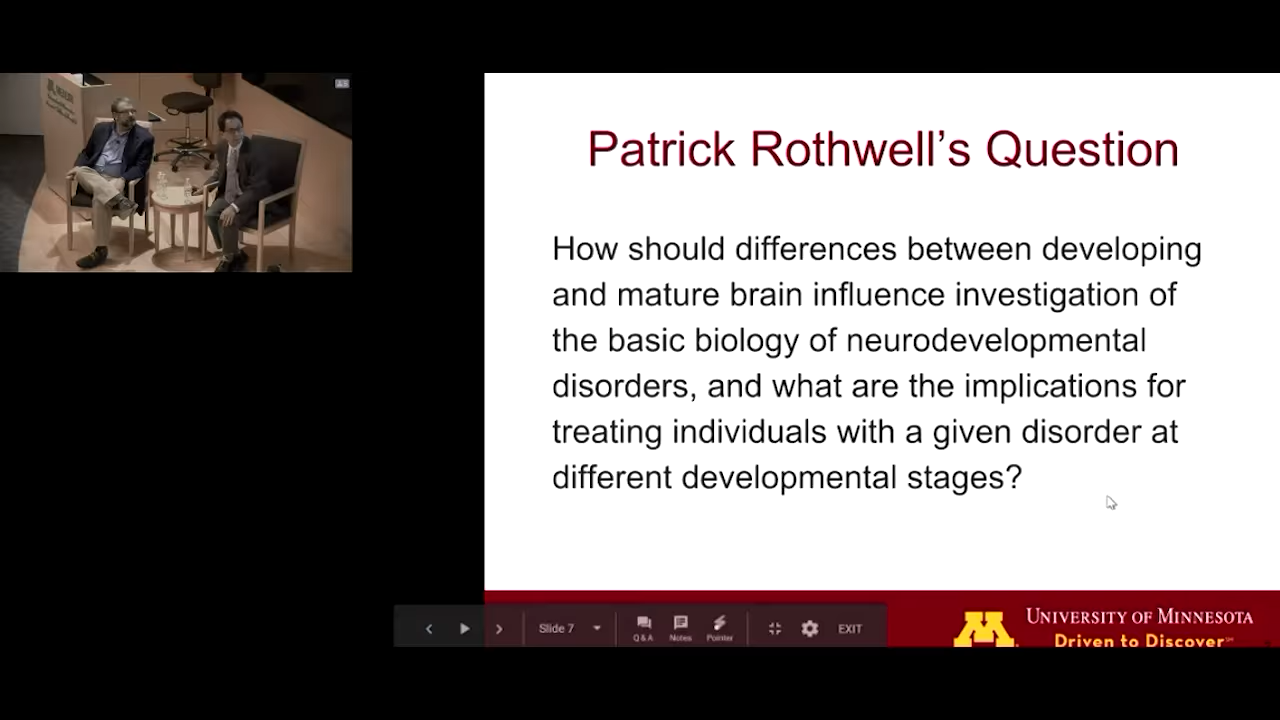 Patrick Rothwell’s Question
How should differences between developing
and mature brain influence investigation of
the basic biology of neurodevelopmental
disorders, and what are the implications for
treating individuals with a given disorder at
different developmental stages?
Slide 7
Q & A
Notes
Pointer
EXIT
UNIVERSITY OF MINNESOTA
Driven to Discover